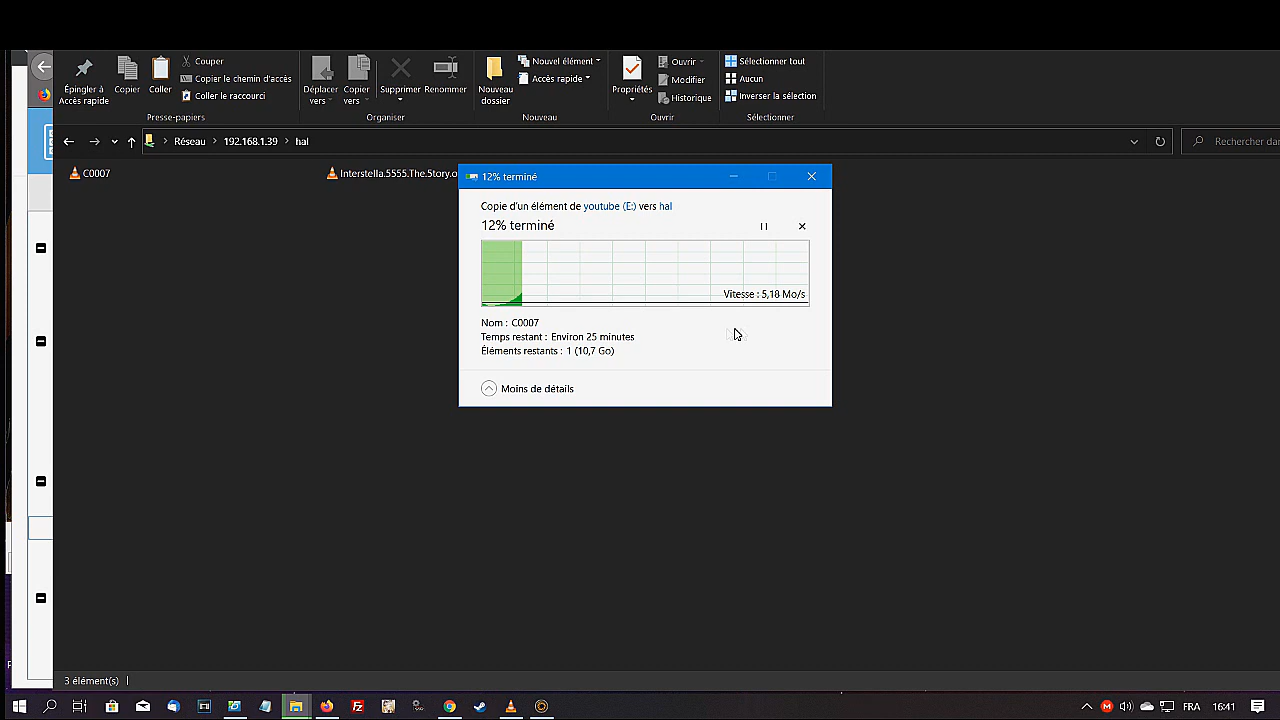 Épingler à
Accès rapide
Copier
Coller
Couper
Copier le chemin d'accès
Coller le raccourci
Presse-papiers
Déplacer
vers
Copier
vers
Supprimer
Renommer
Organiser
Nouveau
dossier
Nouvel élément
Accès rapide
Nouveau
Propriétés
Ouvrir
Modifier
Historique
Ouvrir
Sélectionner tout
Aucun
Inverser la sélection
Sélectionner
Réseau > 192.168.1.39 > hal
Rechercher dan
C0007
Interstella.5555.The.5tory.o
12% terminé
Copie d'un élément de youtube (E:) vers hal
12% terminé
Vitesse : 5,18 Mo/s
Nom : C0007
Temps restant : Environ 25 minutes
Éléments restants : 1 (10,7 Go)
Moins de détails
3 élément(s)
FRA
16:41